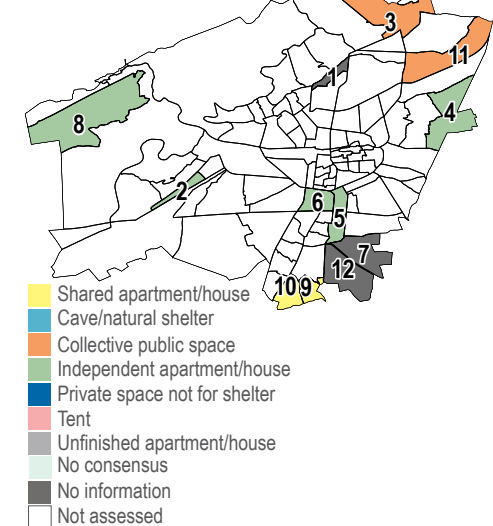 3
11
1
4
8
2
6
5
7
12
10 9
Shared apartment/house
Cave/natural shelter
Collective public space
Independent apartment/house
Private space not for shelter
Tent
Unfinished apartment/house
No consensus
No information
Not assessed